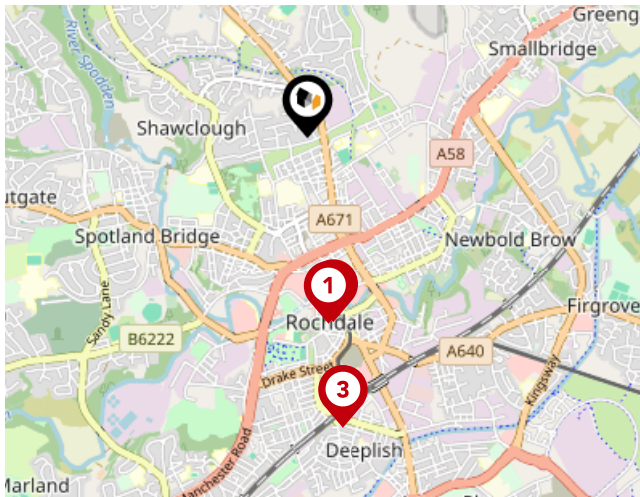 Greeng
Smallbridge
River Spodden
Shawclough
A58
utgate
A671
Spotland Bridge
Newbold Brow
1
Firgrove
Sandy Lane
Rochdale
B6222
A640
Drake Street
Kingsway
3
Deeplish
Manchester Road
Marland